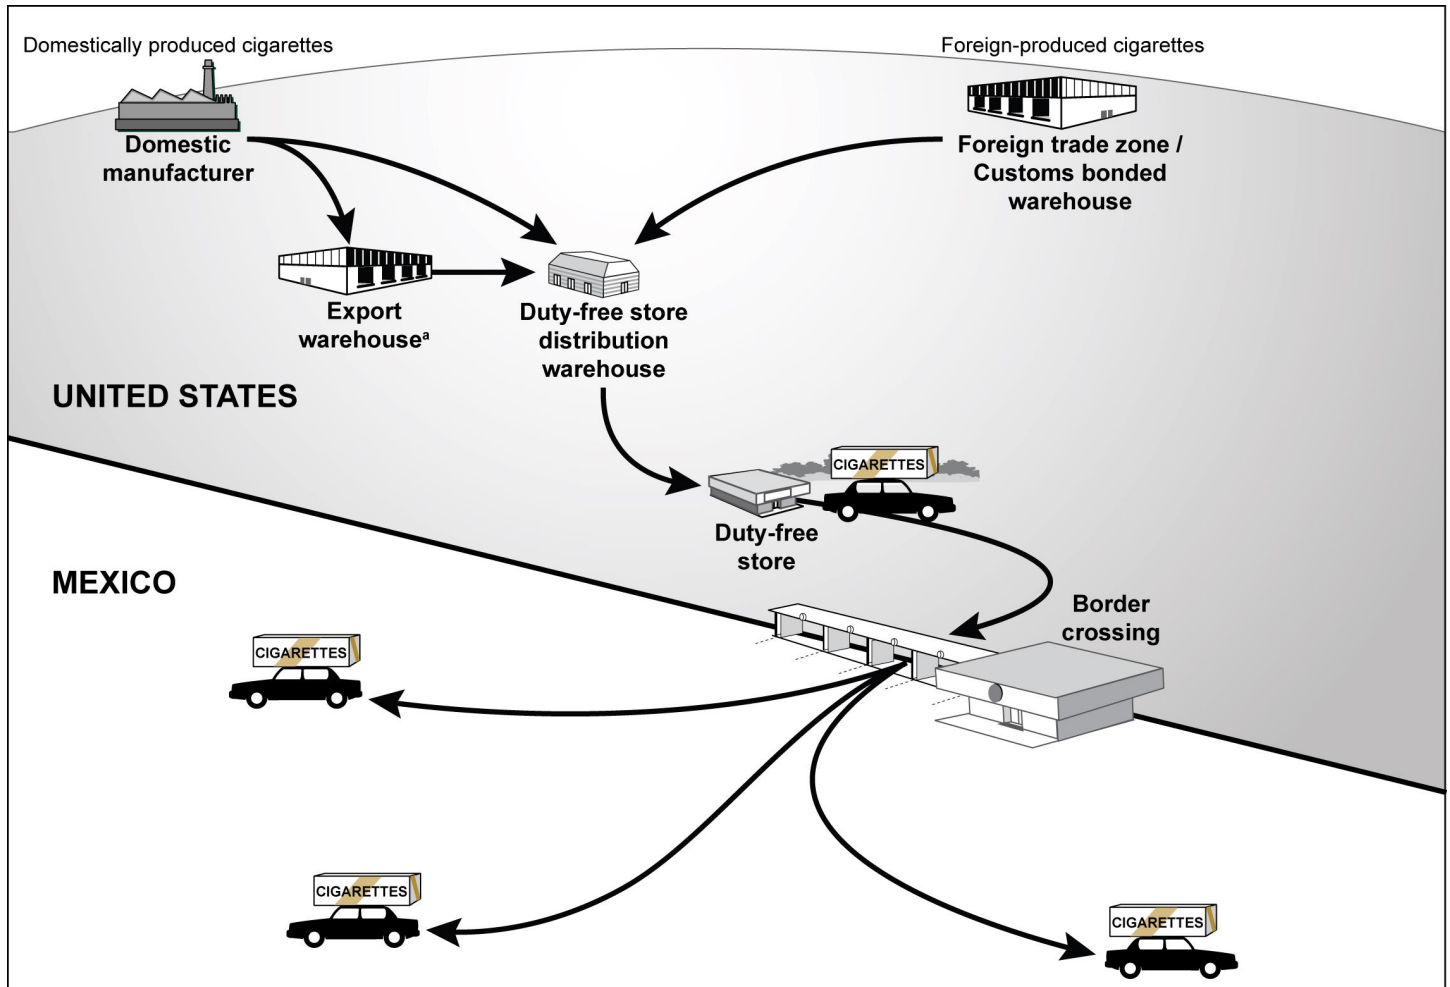 Domestically produced cigarettes
Foreign-produced cigarettes
Domestic
manufacturer
Foreign trade zone /
Customs bonded
warehouse
Export
warehouseª
Duty-free store
distribution
warehouse
UNITED STATES
CIGARETTES
Duty-free
store
MEXICO
Border
crossing
CIGARETTES
CIGARETTES
CIGARETTES